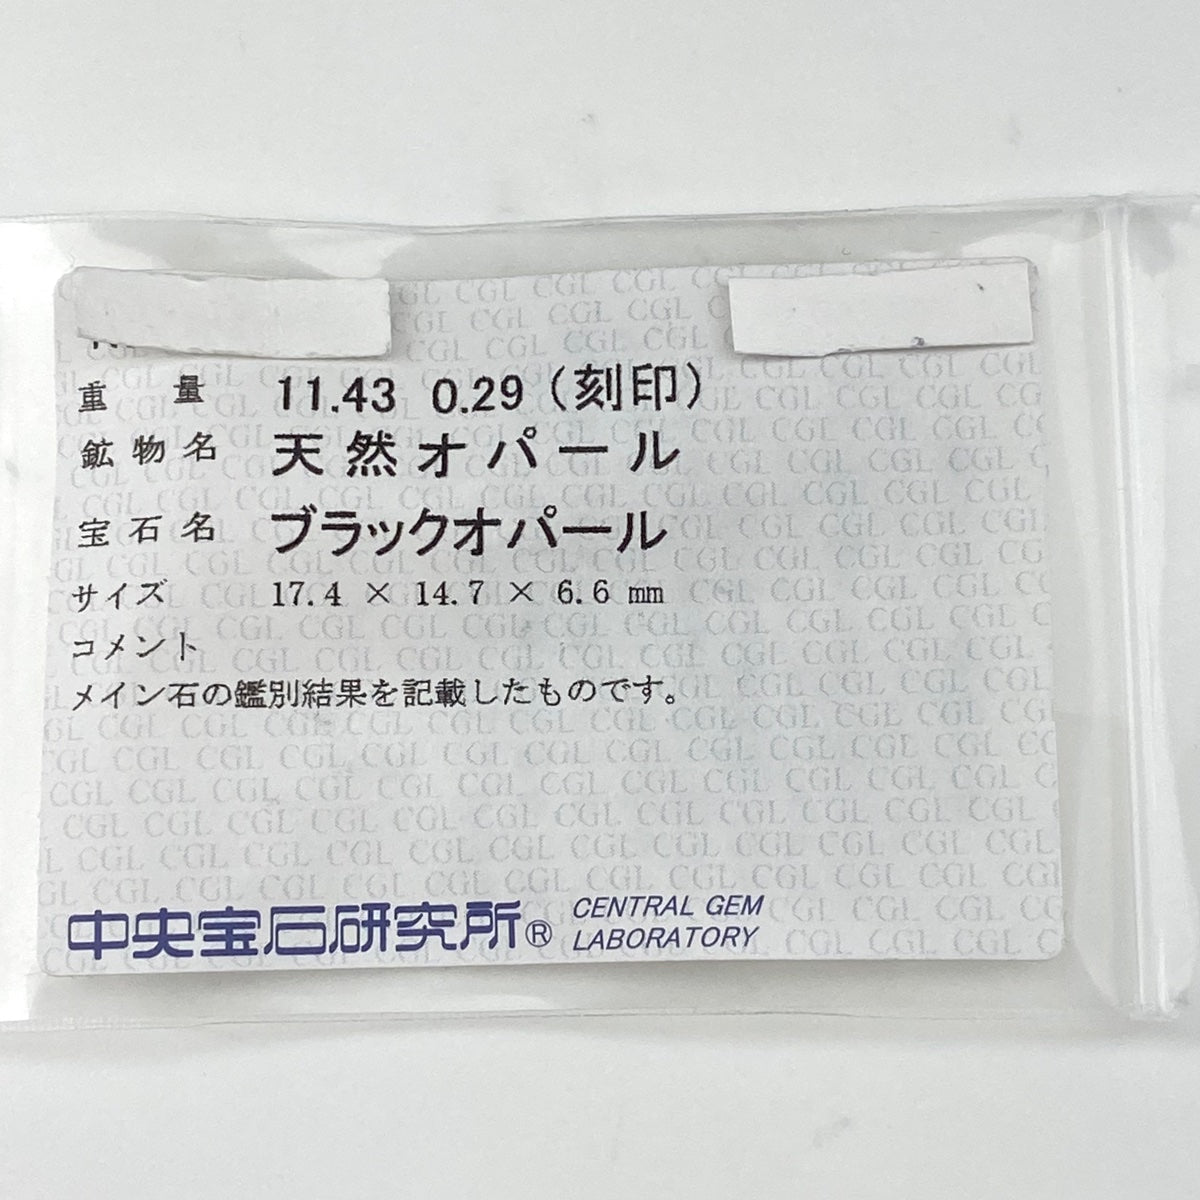 重量 11.43 0.29 (刻印)
鉱物名 天然オパール
宝石名 ブラックオパール
サイズ 17.4 × 14.7 × 6.6 mm
コメント
メイン石の鑑別結果を記載したものです。
中央宝石研究所® CENTRAL GEM
LABORATORY